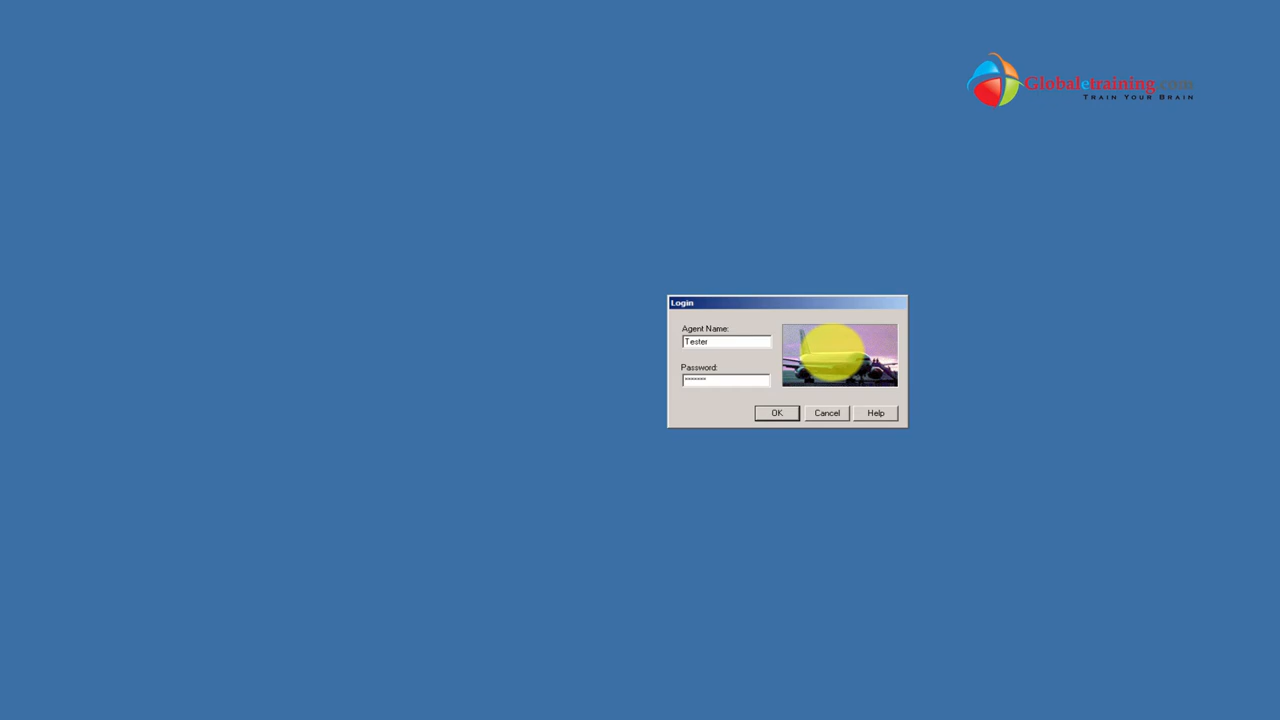 Globaletraining.com
TRAIN YOUR BRAIN
Login
Agent Name:
Tester
Password:
*******
OK Cancel Help